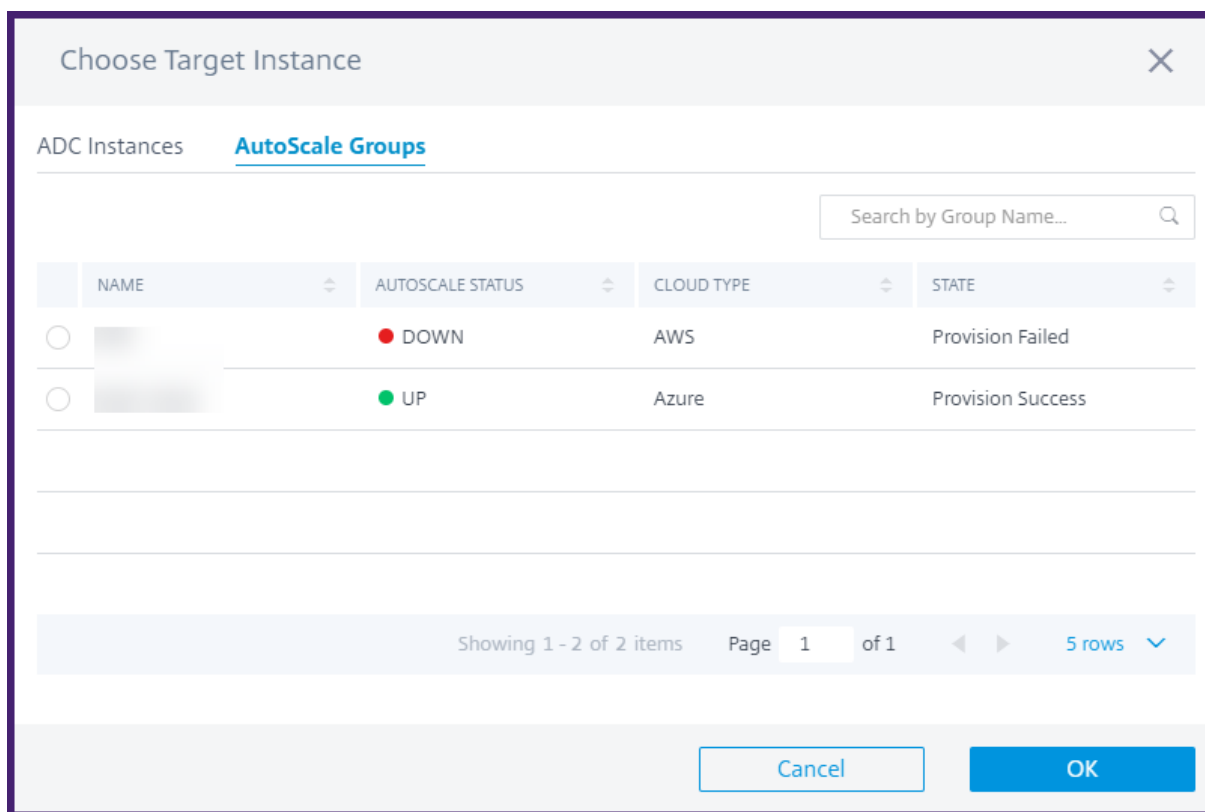 Choose Target Instance
ADC Instances AutoScale Groups
Search by Group Name...
NAME AUTOSCALE STATUS CLOUD TYPE STATE
DOWN AWS Provision Failed
UP Azure Provision Success
Showing 1 - 2 of 2 items Page 1 of 1 5 rows
Cancel OK